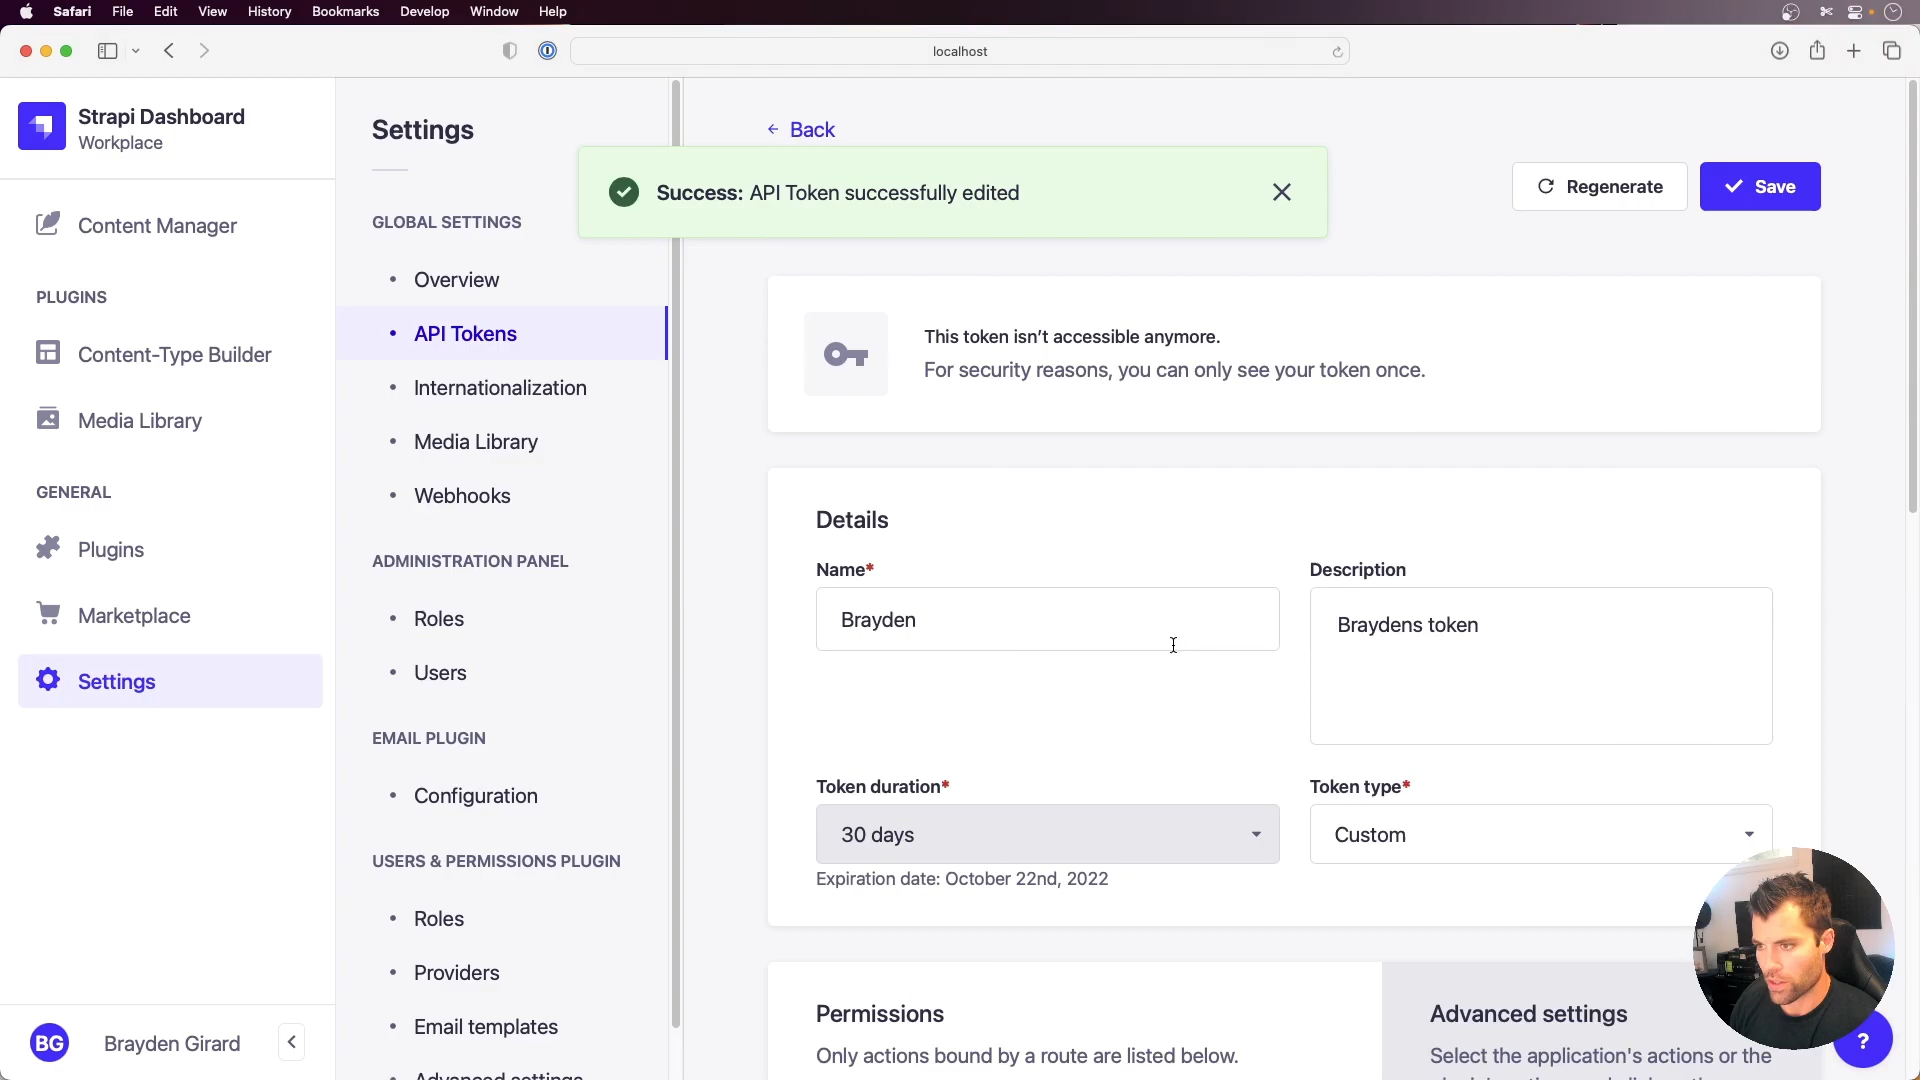 Safari File Edit View History Bookmarks Develop Window Help
localhost
Strapi Dashboard
Workplace
Content Manager
PLUGINS
Content-Type Builder
Media Library
GENERAL
Plugins
Marketplace
Settings
BG Brayden Girard
Settings
GLOBAL SETTINGS
Overview
API Tokens
Internationalization
Media Library
Webhooks
ADMINISTRATION PANEL
Roles
Users
EMAIL PLUGIN
Configuration
USERS & PERMISSIONS PLUGIN
Roles
Providers
Email templates
Advanced settings
Back
Success: API Token successfully edited
Regenerate
Save
This token isn't accessible anymore.
For security reasons, you can only see your token once.
Details
Name*
Brayden
Description
Braydens token
Token duration*
30 days
Expiration date: October 22nd, 2022
Token type*
Custom
Permissions
Only actions bound by a route are listed below.
Advanced settings
Select the application's actions or the
?